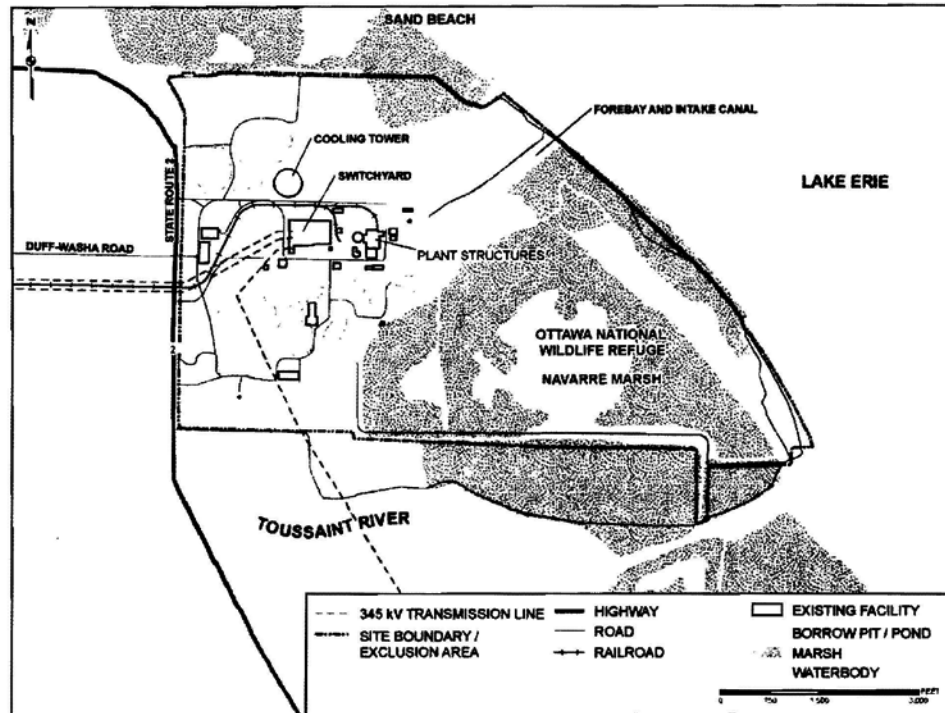 SAND BEACH
N
FOREBAY AND INTAKE CANAL
COOLING TOWER
SWITCHYARD
LAKE ERIE
STATE ROUTE 2
DUFF-WASHA ROAD
PLANT STRUCTURES
OTTAWA NATIONAL
WILDLIFE REFUGE
2
NAVARRE MARSH
TOUSSAINT RIVER
345 kV TRANSMISSION LINE
SITE BOUNDARY /
EXCLUSION AREA
HIGHWAY
ROAD
RAILROAD
EXISTING FACILITY
BORROW PIT / POND
MARSH
WATERBODY
FEET
0 750 1,500 3,000